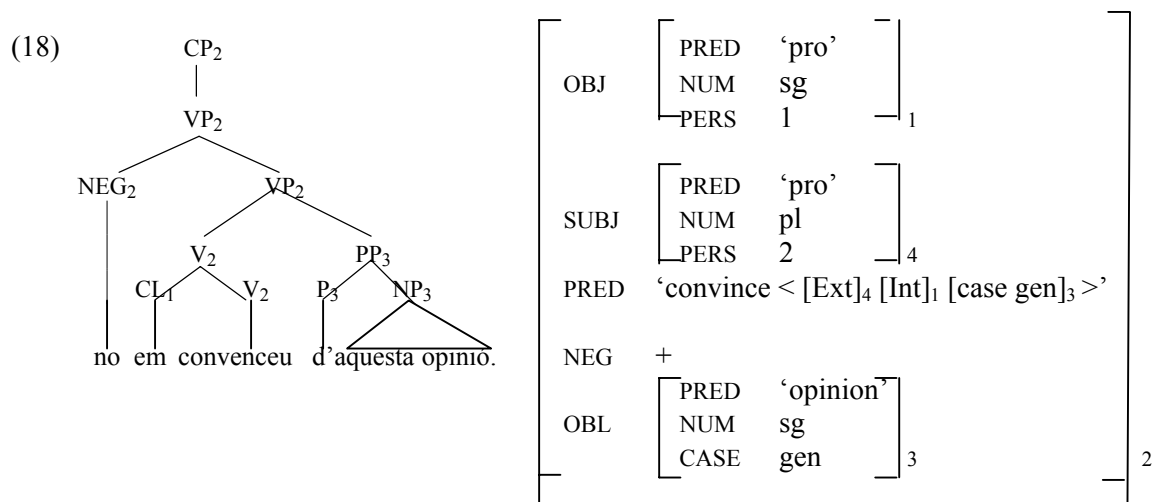 (18)
CP₂
VP₂
NEG₂ VP₂
V₂ PP₃
CL₁ V₂ P₃ NP₃
no em convenceu d’aquesta opinió.
OBJ
PRED ‘pro’
NUM sg
PERS 1
1
SUBJ
PRED ‘pro’
NUM pl
PERS 2
4
PRED ‘convince < [Ext]₄ [Int]₁ [case gen]₃ >’
NEG +
OBL
PRED ‘opinion’
NUM sg
CASE gen
3
2